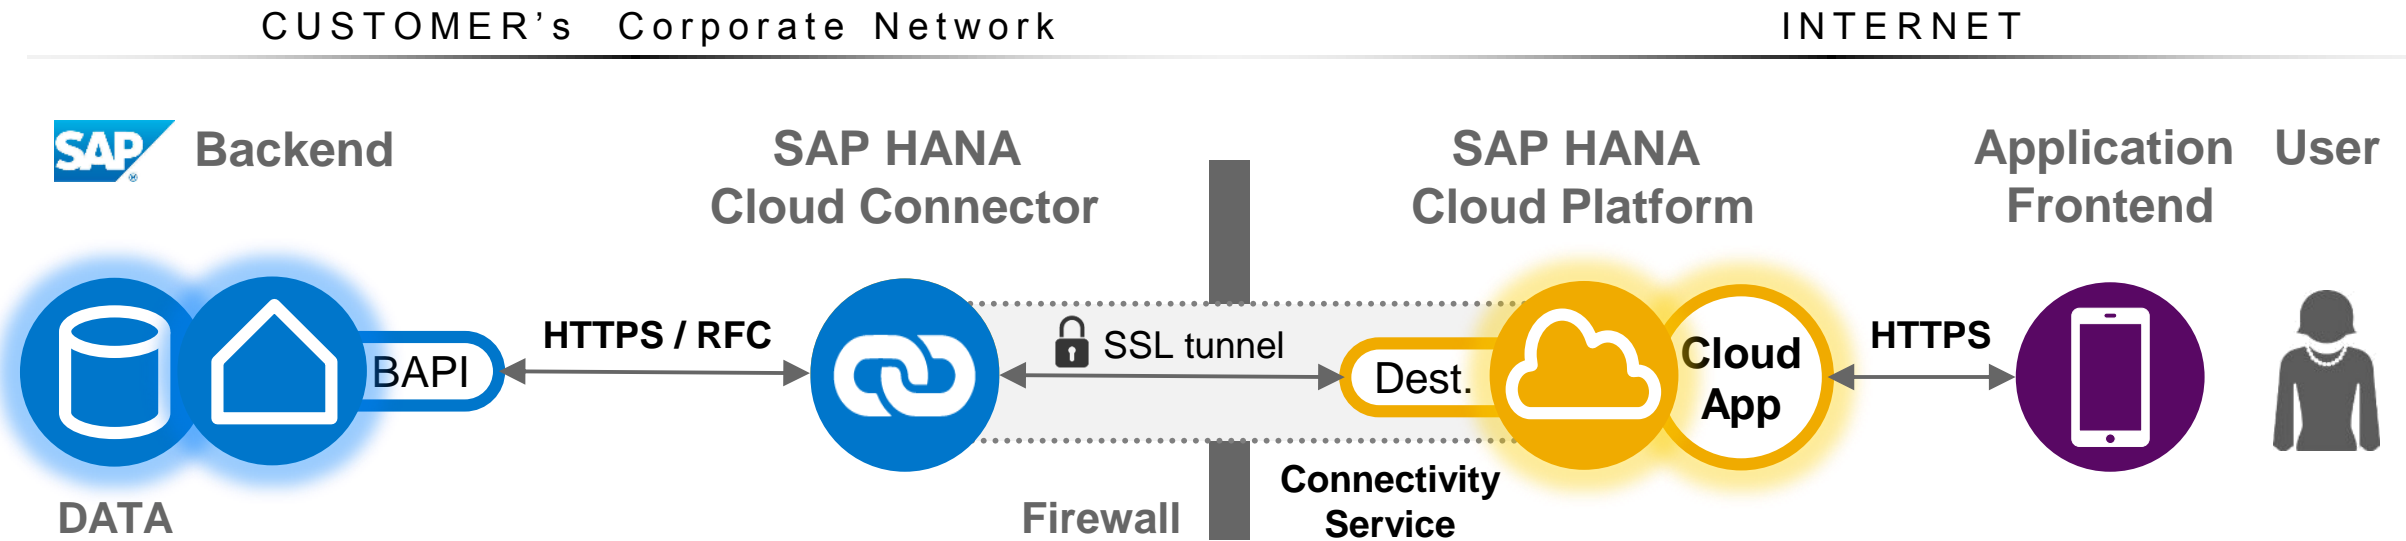 CUSTOMER's Corporate Network
INTERNET
SAP
®
Backend
SAP HANA
Cloud Connector
SAP HANA
Cloud Platform
Application
Frontend
User
BAPI
HTTPS / RFC
SSL tunnel
Dest.
Cloud
App
HTTPS
DATA
Firewall
Connectivity
Service